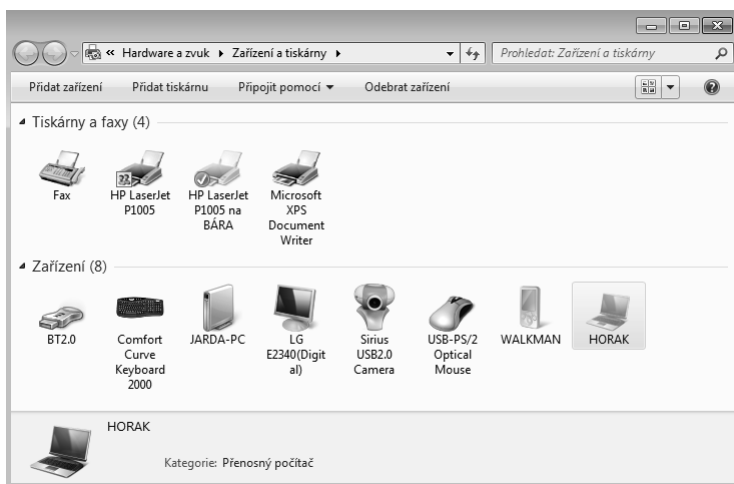 « Hardware a zvuk ▸ Zařízení a tiskárny ▸ Prohledat: Zařízení a tiskárny
Přidat zařízení Přidat tiskárnu Připojit pomocí ▼ Odebrat zařízení
Tiskárny a faxy (4)
Fax
HP LaserJet
P1005
HP LaserJet
P1005 na
BÁRA
Microsoft
XPS
Document
Writer
Zařízení (8)
BT2.0
Comfort
Curve
Keyboard
2000
JARDA-PC
LG
E2340(Digit
al)
Sirius
USB2.0
Camera
USB-PS/2
Optical
Mouse
WALKMAN
HORAK
HORAK
Kategorie: Přenosný počítač